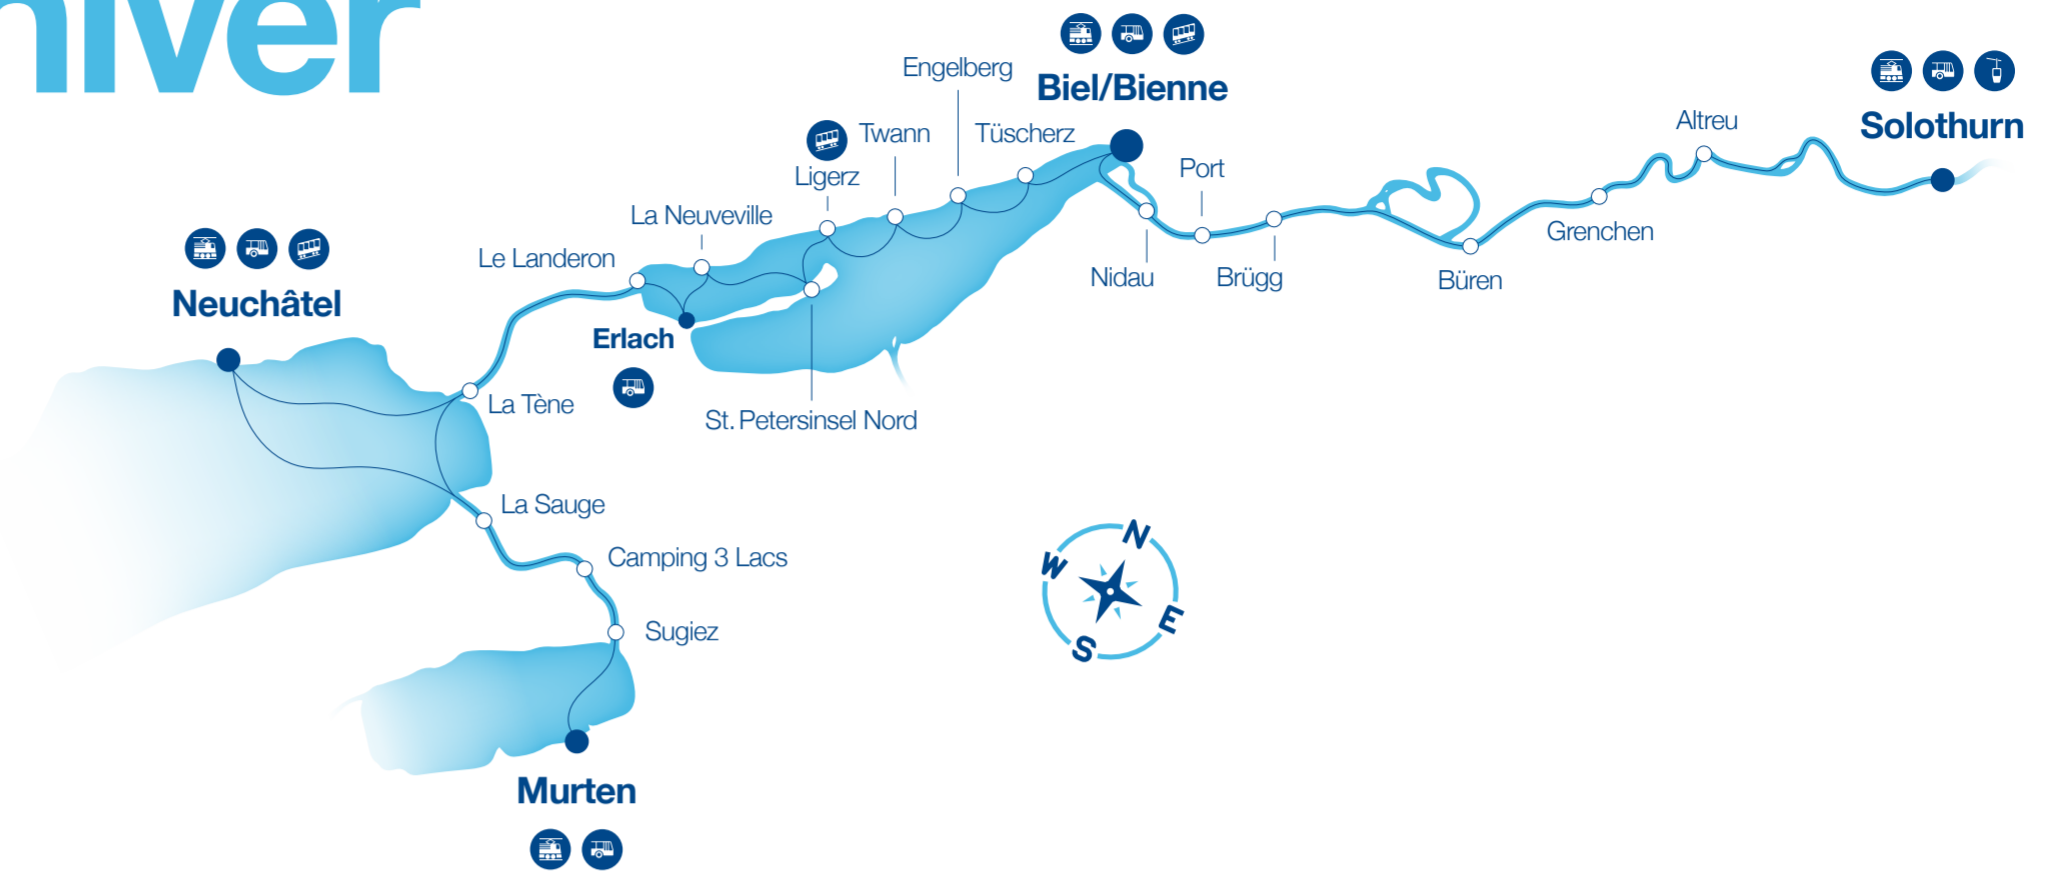 hiver
Engelberg
Biel/Bienne
Twann
Tüscherz
Altreu
Solothurn
Ligerz
Port
La Neuveville
Le Landeron
Grenchen
Neuchâtel
Nidau
Brügg
Büren
Erlach
La Tène
St. Petersinsel Nord
La Sauge
Camping 3 Lacs
Sugiez
N
W
E
S
Murten